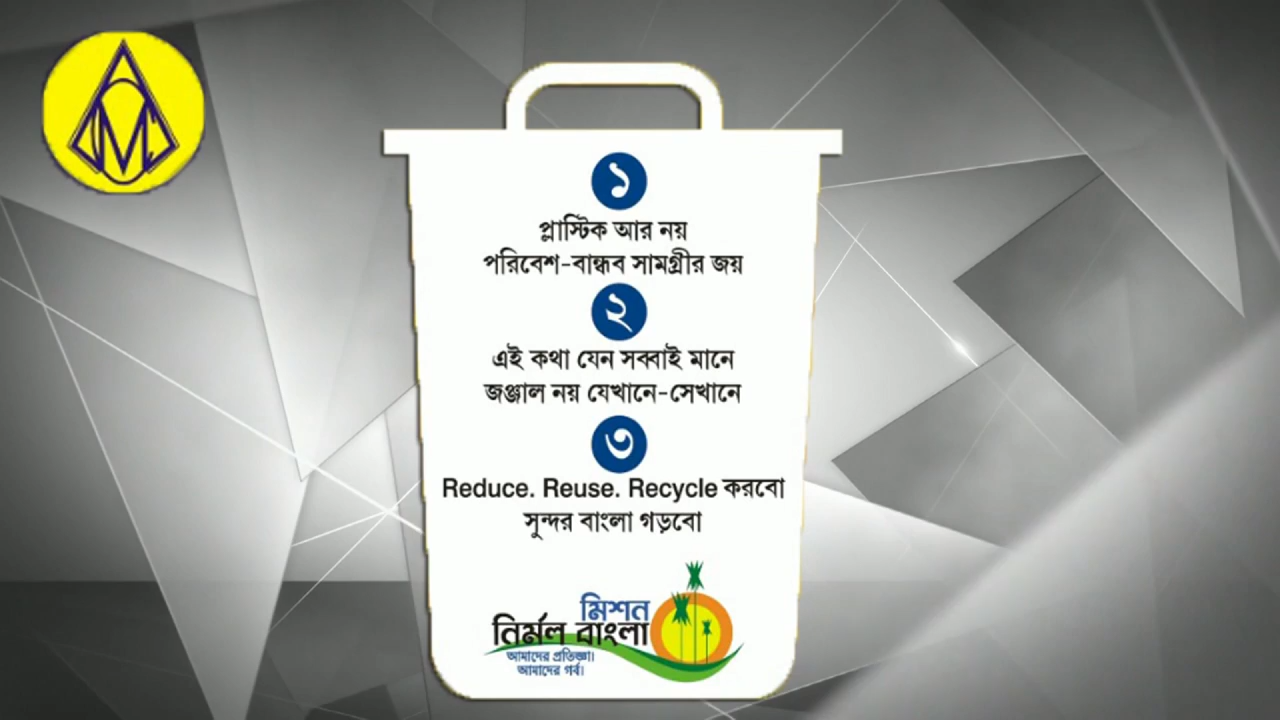 ১
প্লাস্টিক আর নয়
পরিবেশ-বান্ধব সামগ্রীর জয়
২
এই কথা যেন সব্বাই মানে
জঞ্জাল নয় যেখানে-সেখানে
৩
Reduce. Reuse. Recycle করবো
সুন্দর বাংলা গড়বো
মিশন
নির্মল বাংলা
আমাদের প্রতিজ্ঞা।
আমাদের গর্ব।